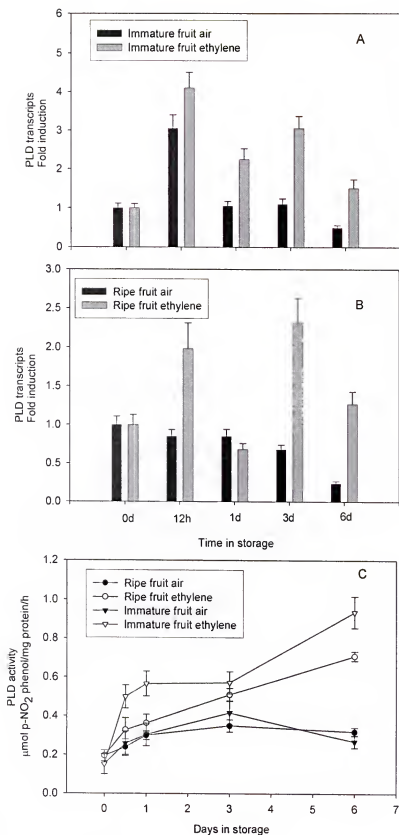 A
Immature fruit air
Immature fruit ethylene
PLD transcripts
Fold induction
6
5
4
3
2
1
0
B
Ripe fruit air
Ripe fruit ethylene
PLD transcripts
Fold induction
3.0
2.5
2.0
1.5
1.0
0.5
0.0
0d 12h 1d 3d 6d
Time in storage
C
Ripe fruit air
Ripe fruit ethylene
Immature fruit air
Immature fruit ethylene
PLD activity
µmol p-NO2 phenol/mg protein/h
1.2
1.0
0.8
0.6
0.4
0.2
0.0
0 1 2 3 4 5 6 7
Days in storage